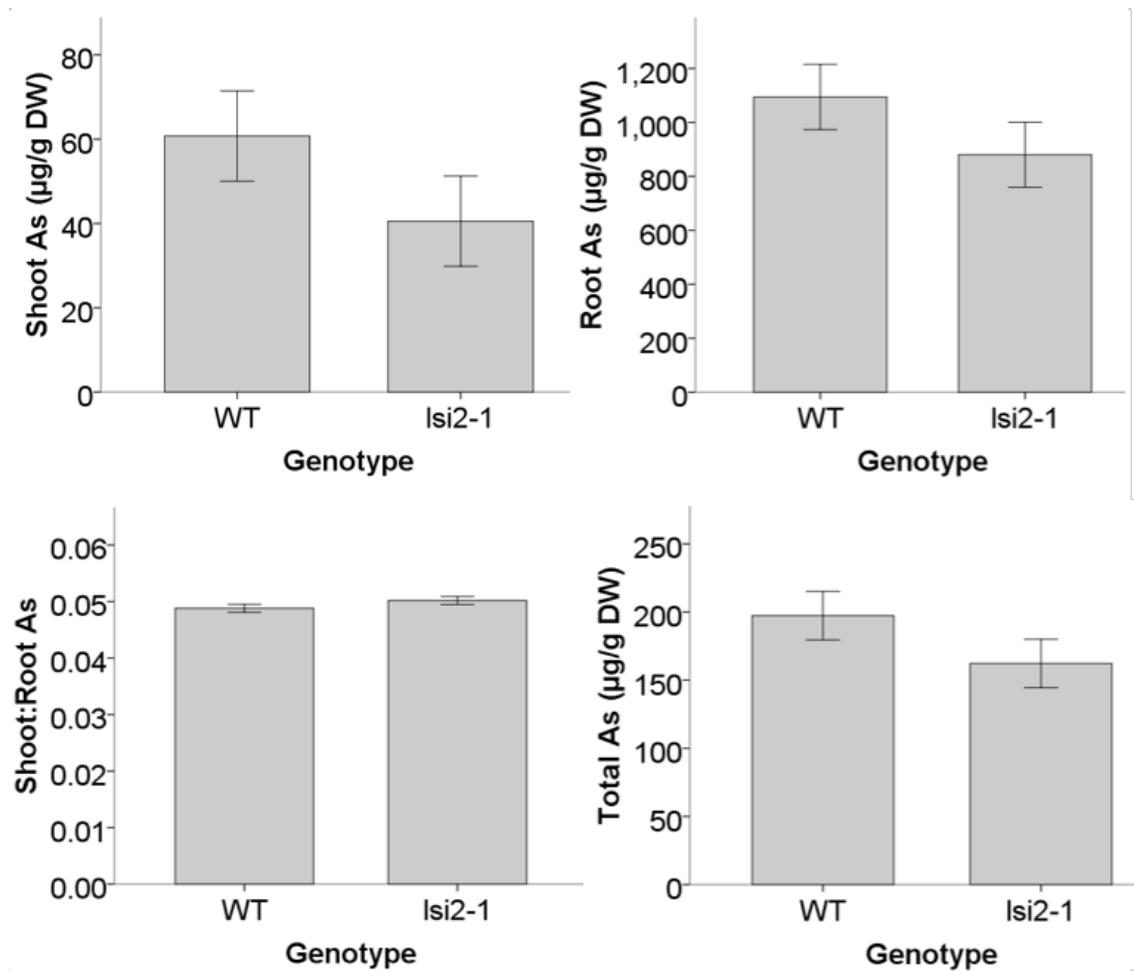 Shoot As (µg/g DW)
80
60
40
20
0
WT
lsi2-1
Genotype
Root As (µg/g DW)
1,200
1,000
800
600
400
200
0
WT
lsi2-1
Genotype
Shoot:Root As
0.06
0.05
0.04
0.03
0.02
0.01
0.00
WT
lsi2-1
Genotype
Total As (µg/g DW)
250
200
150
100
50
0
WT
lsi2-1
Genotype